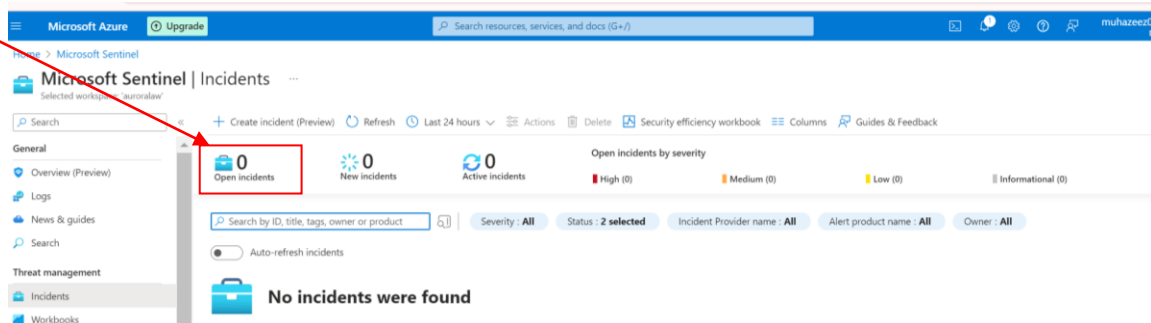 Microsoft Azure Upgrade Search resources, services, and docs (G+/) 1
Home > Microsoft Sentinel
Microsoft Sentinel | Incidents ...
Selected workspace: 'auroralaw'
Search « + Create incident (Preview) Refresh Last 24 hours Actions Delete Security efficiency workbook Columns Guides & Feedback
General
Overview (Preview)
Logs
News & guides
Search
Threat management
Incidents
Workbooks
0 Open incidents
0 New incidents
0 Active incidents
Open incidents by severity
High (0) Medium (0) Low (0) Informational (0)
Search by ID, title, tags, owner or product Severity : All Status : 2 selected Incident Provider name : All Alert product name : All Owner : All
Auto-refresh incidents
No incidents were found